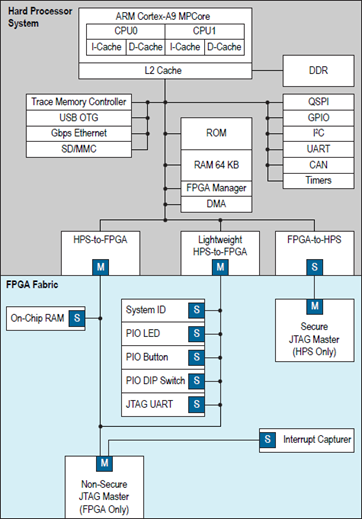 Hard Processor
System
ARM Cortex-A9 MPCore
CPU0 CPU1
I-Cache D-Cache I-Cache D-Cache
L2 Cache
DDR
Trace Memory Controller
USB OTG
Gbps Ethernet
SD/MMC
ROM
RAM 64 KB
FPGA Manager
DMA
QSPI
GPIO
I²C
UART
CAN
Timers
HPS-to-FPGA
M
Lightweight
HPS-to-FPGA
M
FPGA-to-HPS
S
FPGA Fabric
On-Chip RAM S
System ID S
PIO LED S
PIO Button S
PIO DIP Switch S
JTAG UART S
M
Secure
JTAG Master
(HPS Only)
S Interrupt Capturer
M
Non-Secure
JTAG Master
(FPGA Only)